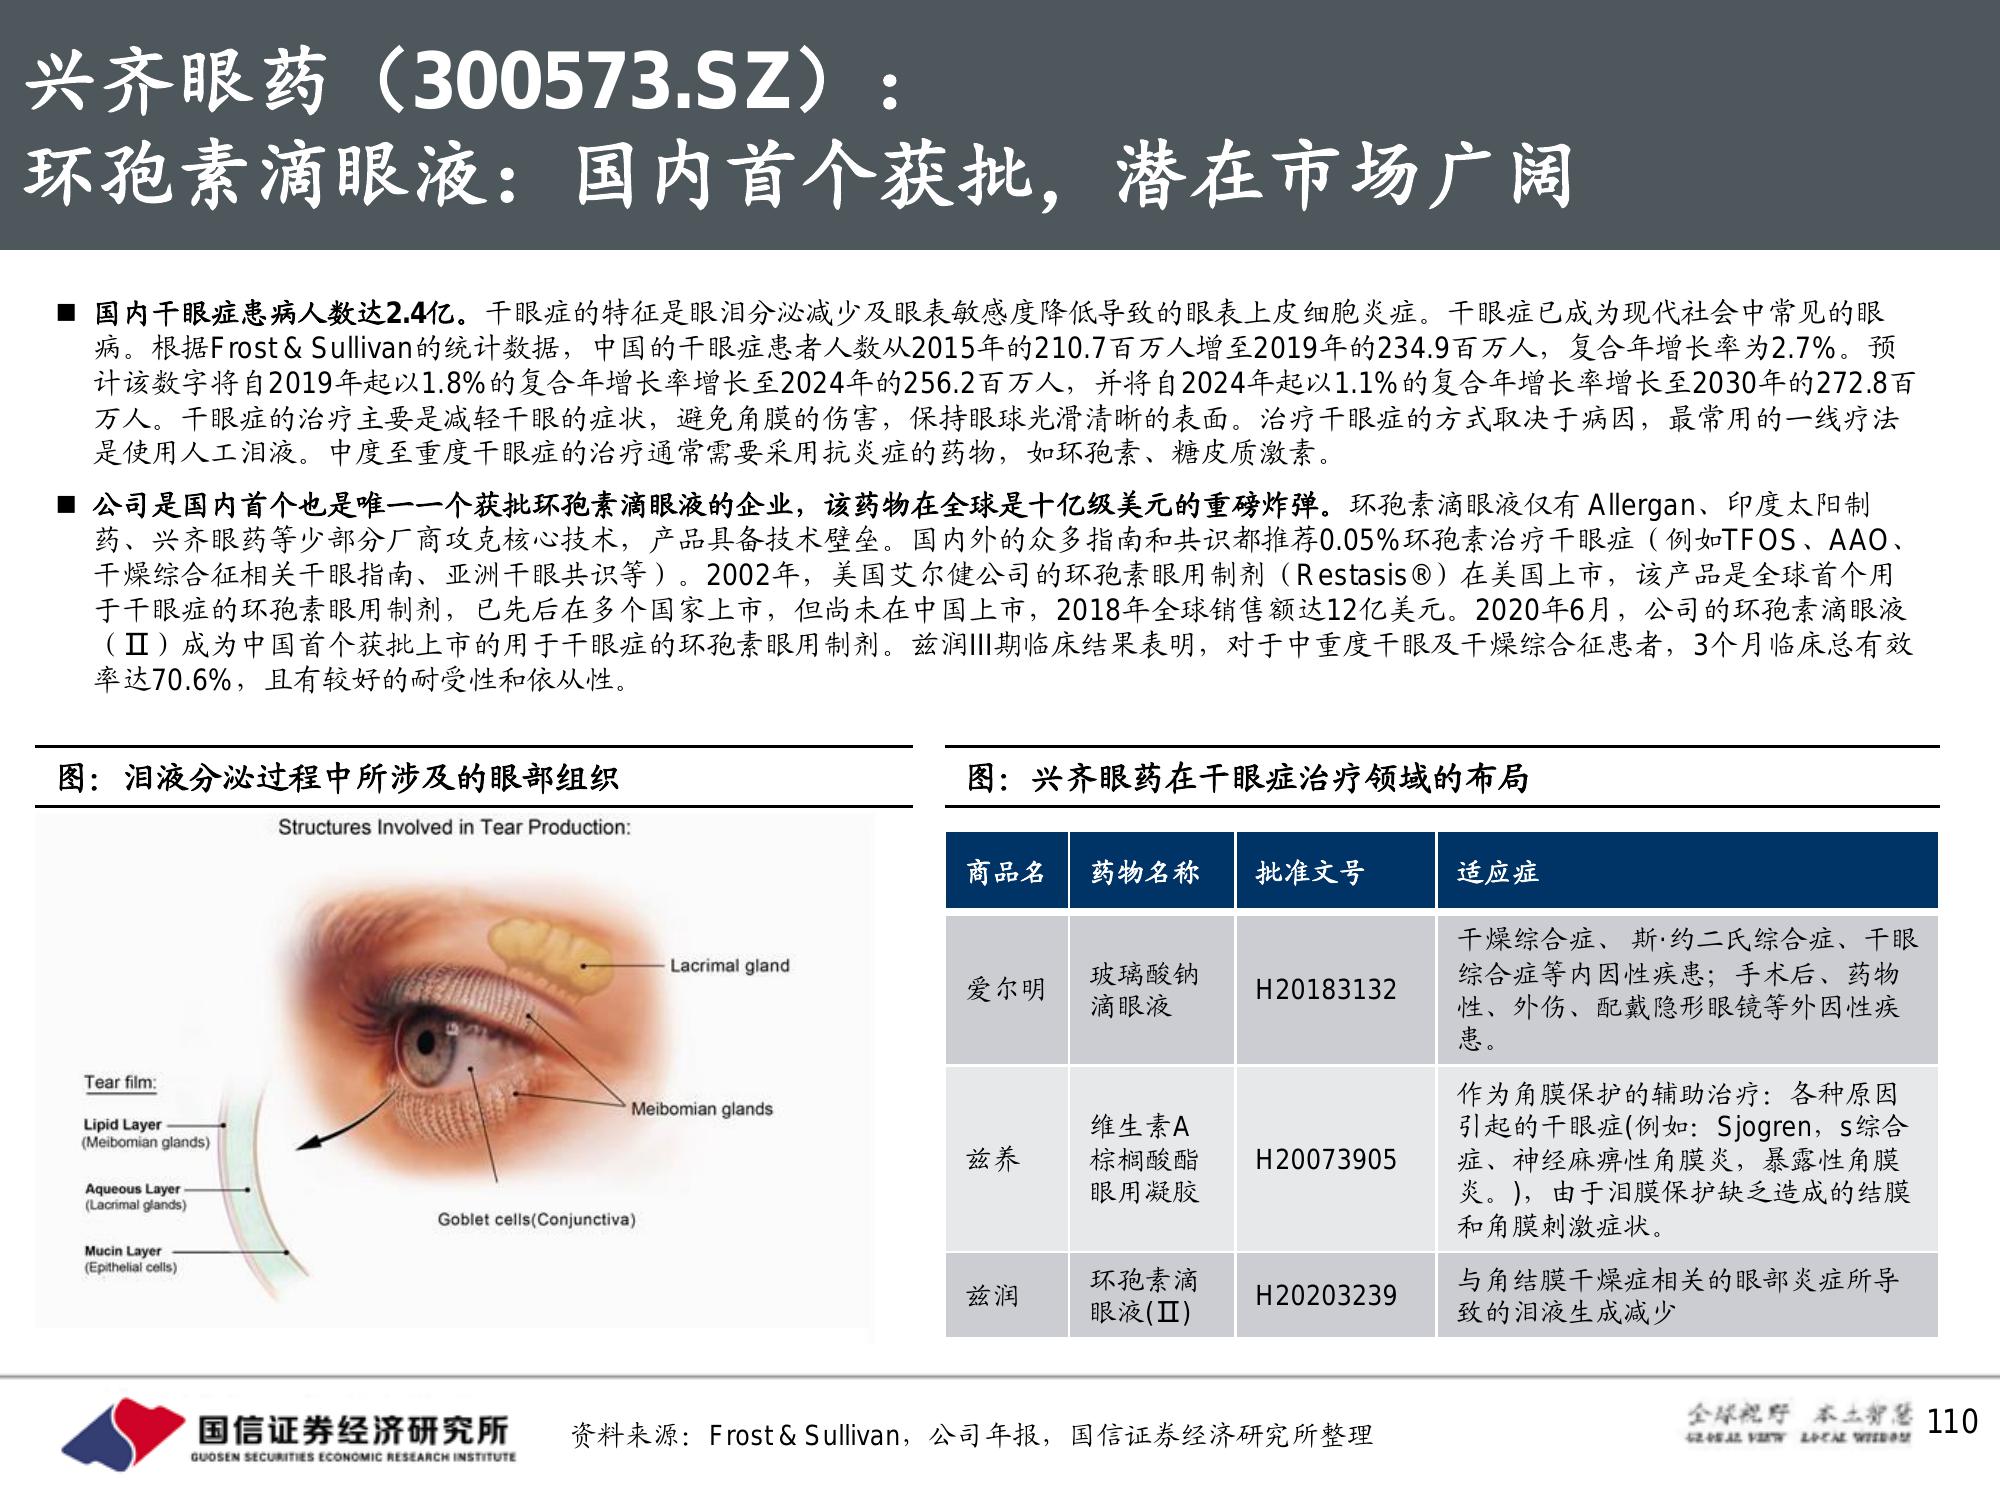 兴齐眼药（300573.SZ）：
环孢素滴眼液：国内首个获批，潜在市场广阔
■ 国内干眼症患病人数达2.4亿。干眼症的特征是眼泪分泌减少及眼表敏感度降低导致的眼表上皮细胞炎症。干眼症已成为现代社会中常见的眼
病。根据Frost & Sullivan的统计数据，中国的干眼症患者人数从2015年的210.7百万人增至2019年的234.9百万人，复合年增长率为2.7%。预
计该数字将自2019年起以1.8%的复合年增长率增长至2024年的256.2百万人，并将自2024年起以1.1%的复合年增长率增长至2030年的272.8百
万人。干眼症的治疗主要是减轻干眼的症状，避免角膜的伤害，保持眼球光滑清晰的表面。治疗干眼症的方式取决于病因，最常用的一线疗法
是使用人工泪液。中度至重度干眼症的治疗通常需要采用抗炎症的药物，如环孢素、糖皮质激素。
■ 公司是国内首个也是唯一一个获批环孢素滴眼液的企业，该药物在全球是十亿级美元的重磅炸弹。环孢素滴眼液仅有 Allergan、印度太阳制
药、兴齐眼药等少部分厂商攻克核心技术，产品具备技术壁垒。国内外的众多指南和共识都推荐0.05%环孢素治疗干眼症（例如TFOS、AAO、
干燥综合征相关干眼指南、亚洲干眼共识等）。2002年，美国艾尔健公司的环孢素眼用制剂（Restasis®）在美国上市，该产品是全球首个用
于干眼症的环孢素眼用制剂，已先后在多个国家上市，但尚未在中国上市，2018年全球销售额达12亿美元。2020年6月，公司的环孢素滴眼液
（Ⅱ）成为中国首个获批上市的用于干眼症的环孢素眼用制剂。兹润III期临床结果表明，对于中重度干眼及干燥综合征患者，3个月临床总有效
率达70.6%，且有较好的耐受性和依从性。
图：泪液分泌过程中所涉及的眼部组织
Structures Involved in Tear Production:
Lacrimal gland
Tear film:
Meibomian glands
Lipid Layer
(Meibomian glands)
Aqueous Layer
(Lacrimal glands)
Goblet cells(Conjunctiva)
Mucin Layer
(Epithelial cells)
图：兴齐眼药在干眼症治疗领域的布局
商品名 药物名称 批准文号 适应症
爱尔明
玻璃酸钠
滴眼液
H20183132
干燥综合症、 斯·约二氏综合症、干眼
综合症等内因性疾患；手术后、药物
性、外伤、配戴隐形眼镜等外因性疾
患。
兹养
维生素A
棕榈酸酯
眼用凝胶
H20073905
作为角膜保护的辅助治疗：各种原因
引起的干眼症(例如：Sjogren，s综合
症、神经麻痹性角膜炎，暴露性角膜
炎。)，由于泪膜保护缺乏造成的结膜
和角膜刺激症状。
兹润
环孢素滴
眼液(Ⅱ)
H20203239
与角结膜干燥症相关的眼部炎症所导
致的泪液生成减少
国信证券经济研究所
GUOSEN SECURITIES ECONOMIC RESEARCH INSTITUTE
资料来源：Frost & Sullivan，公司年报，国信证券经济研究所整理
全球视野 本土智慧
GLOBAL VIEW LOCAL WISDOM
110